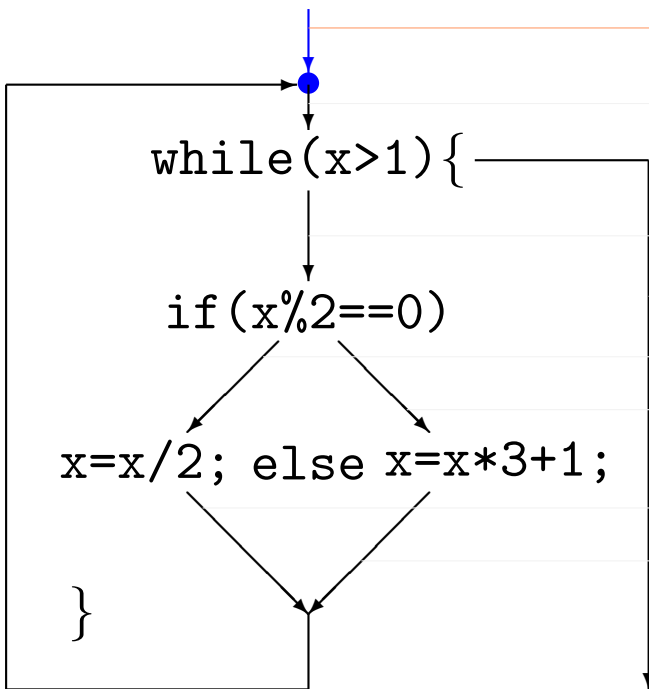 while(x>1){
if(x%2==0)
x=x/2; else x=x*3+1;
}